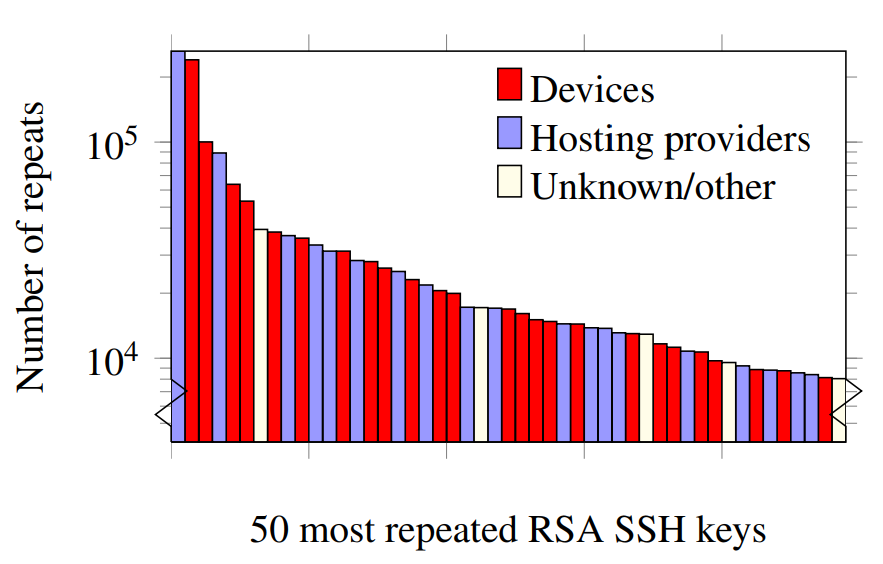 Number of repeats
10^5
10^4
Devices
Hosting providers
Unknown/other
50 most repeated RSA SSH keys